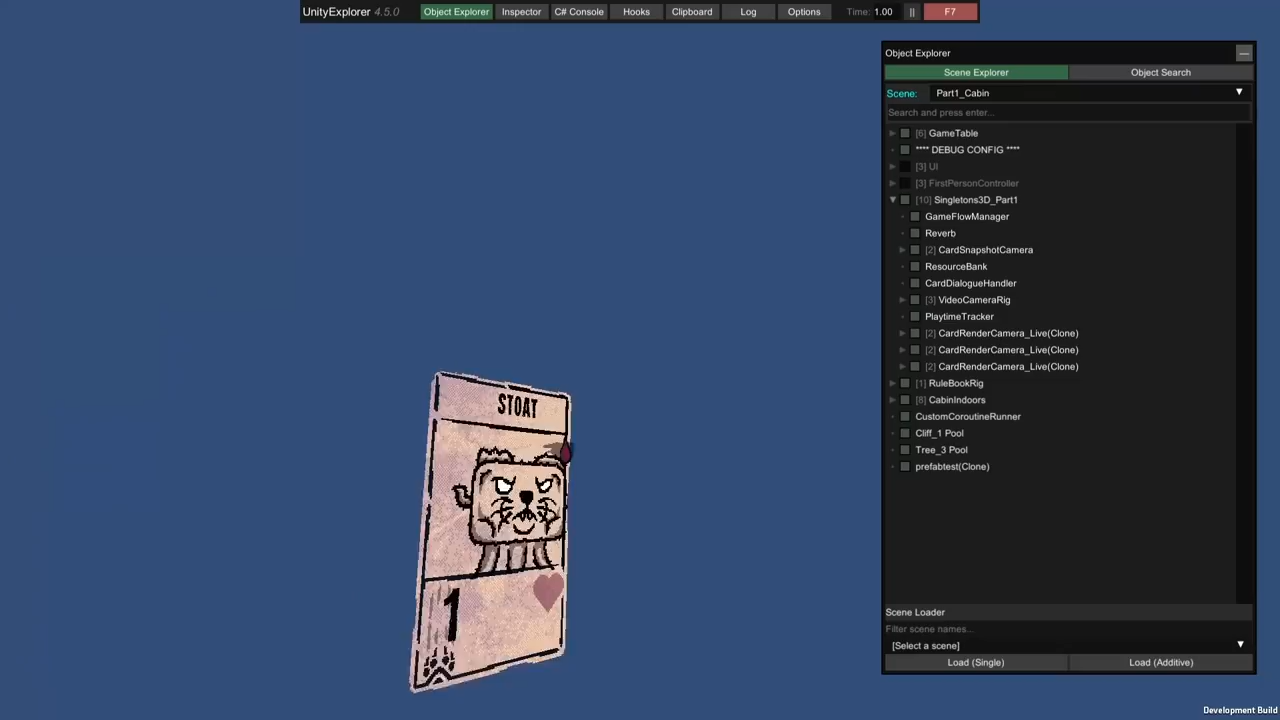 UnityExplorer 4.5.0 Object Explorer Inspector C# Console Hooks Clipboard Log Options Time: 1.00 || F7
Object Explorer —
Scene Explorer Object Search
Scene: Part1_Cabin ▼
Search and press enter...
[6] GameTable
**** DEBUG CONFIG ****
[3] UI
[3] FirstPersonController
[10] Singletons3D_Part1
GameFlowManager
Reverb
[2] CardSnapshotCamera
ResourceBank
CardDialogueHandler
[3] VideoCameraRig
PlaytimeTracker
[2] CardRenderCamera_Live(Clone)
[2] CardRenderCamera_Live(Clone)
[2] CardRenderCamera_Live(Clone)
[1] RuleBookRig
[8] CabinIndoors
CustomCoroutineRunner
Cliff_1 Pool
Tree_3 Pool
prefabtest(Clone)
Scene Loader
Filter scene names...
[Select a scene] ▼
Load (Single) Load (Additive)
STOAT
1
Development Build